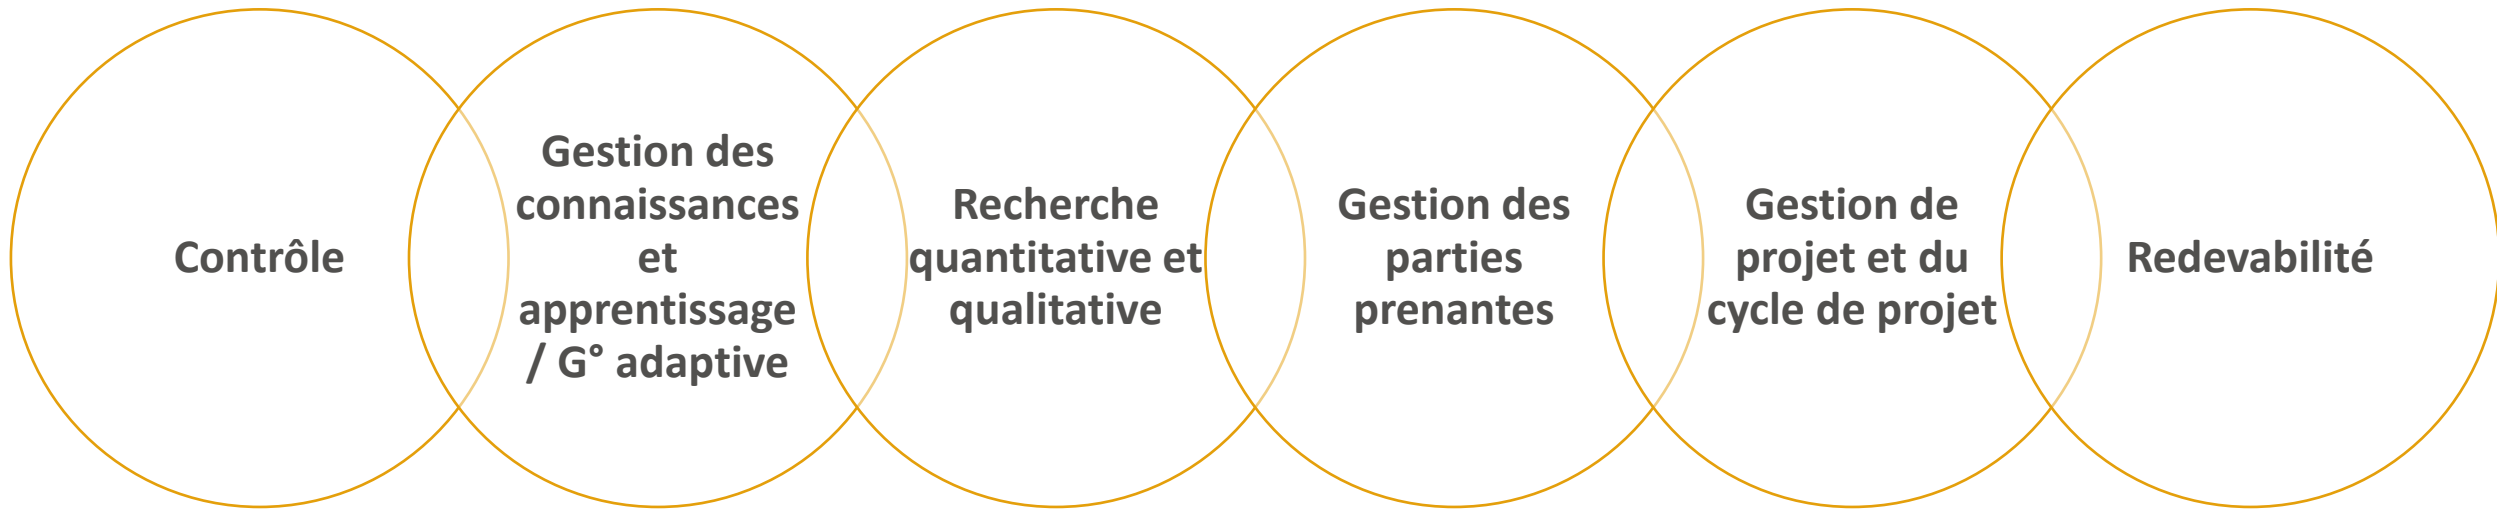 Contrôle
Gestion des
connaissances
et
apprentissage
/ G° adaptive
Recherche
quantitative et
qualitative
Gestion des
parties
prenantes
Gestion de
projet et du
cycle de projet
Redevabilité